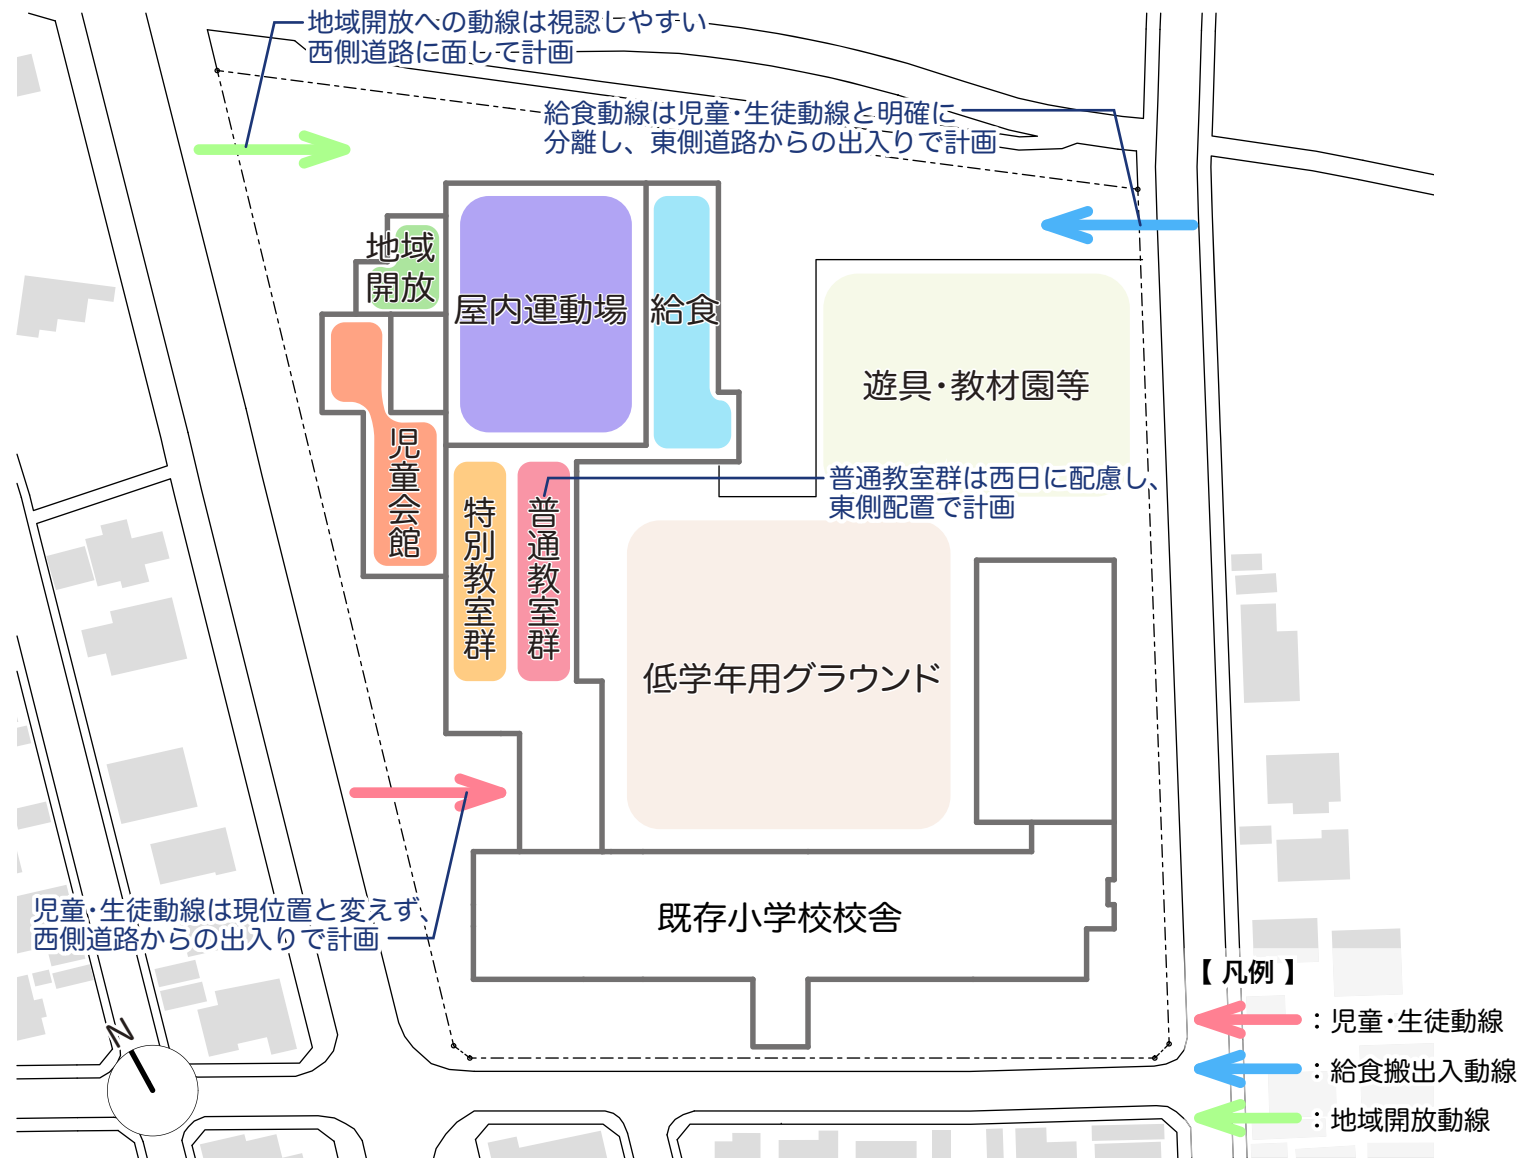 地域開放への動線は視認しやすい
西側道路に面して計画
給食動線は児童・生徒動線と明確に
分離し、東側道路からの出入りで計画
地域
開放
屋内運動場
給食
遊具・教材園等
児童会館
特別教室群
普通教室群
普通教室群は西日に配慮し、
東側配置で計画
低学年用グラウンド
児童・生徒動線は現位置と変えず、
西側道路からの出入りで計画
既存小学校校舎
N
【 凡例 】
：児童・生徒動線
：給食搬出入動線
：地域開放動線